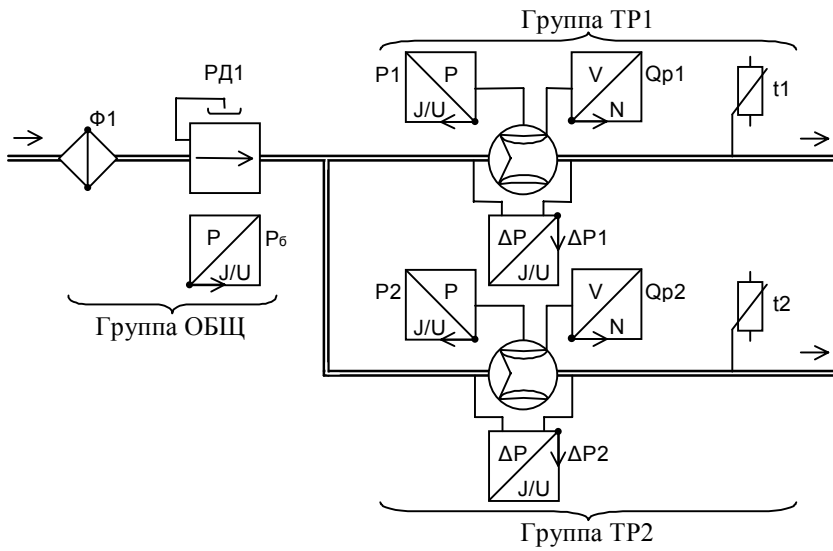 Группа ТР1
РД1
P1
P
J/U
V
N
Qp1
t1
Ф1
P
J/U
Pб
ΔP
J/U
ΔP1
Группа ОБЩ
P2
P
J/U
V
N
Qp2
t2
ΔP
J/U
ΔP2
Группа ТР2